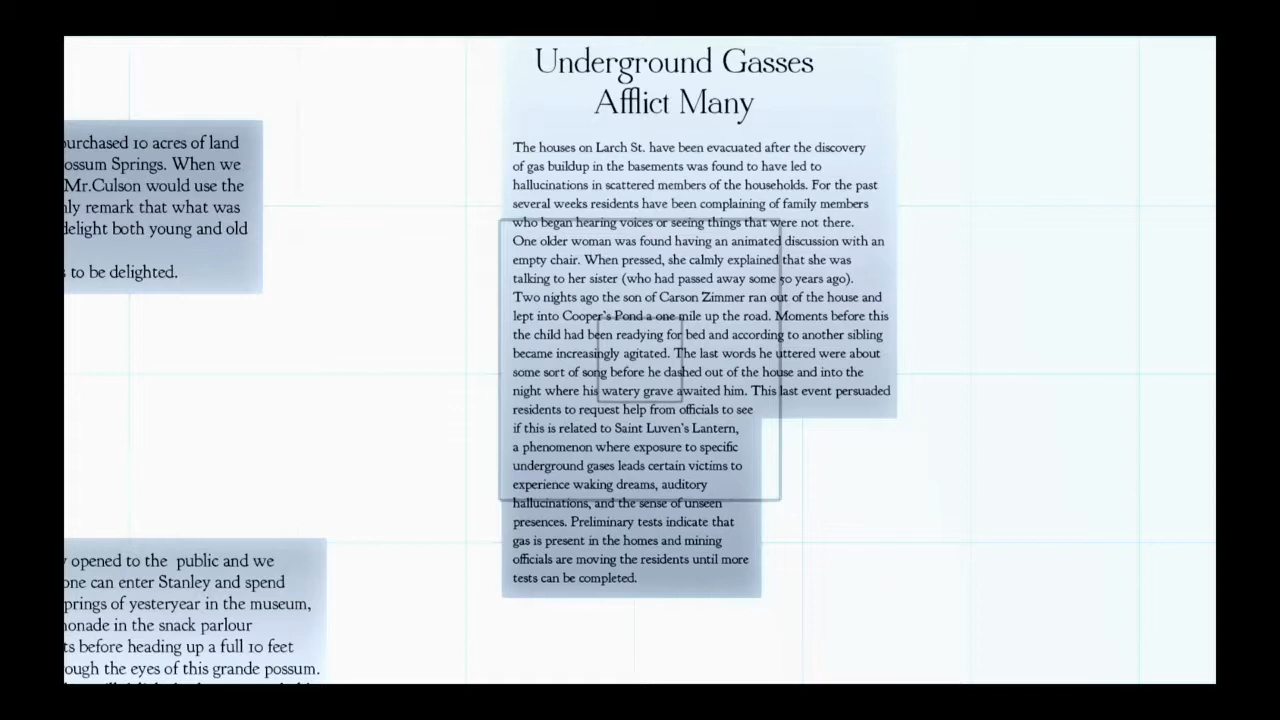 purchased 10 acres of land
ossum Springs. When we
Mr.Culson would use the
nly remark that what was
delight both young and old
s to be delighted.
Underground Gasses
Afflict Many
The houses on Larch St. have been evacuated after the discovery
of gas buildup in the basements was found to have led to
hallucinations in scattered members of the households. For the past
several weeks residents have been complaining of family members
who began hearing voices or seeing things that were not there.
One older woman was found having an animated discussion with an
empty chair. When pressed, she calmly explained that she was
talking to her sister (who had passed away some 50 years ago).
Two nights ago the son of Carson Zimmer ran out of the house and
lept into Cooper's Pond a one mile up the road. Moments before this
the child had been readying for bed and according to another sibling
became increasingly agitated. The last words he uttered were about
some sort of song before he dashed out of the house and into the
night where his watery grave awaited him. This last event persuaded
residents to request help from officials to see
if this is related to Saint Luven's Lantern,
a phenomenon where exposure to specific
underground gases leads certain victims to
experience waking dreams, auditory
hallucinations, and the sense of unseen
presences. Preliminary tests indicate that
gas is present in the homes and mining
officials are moving the residents until more
tests can be completed.
y opened to the public and we
one can enter Stanley and spend
prings of yesteryear in the museum,
monade in the snack parlour
ts before heading up a full 10 feet
ough the eyes of this grande possum.